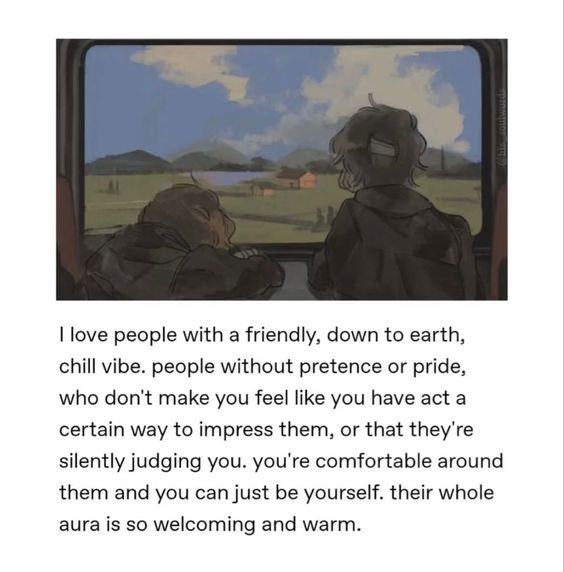 I love people with a friendly, down to earth,
chill vibe. people without pretence or pride,
who don't make you feel like you have act a
certain way to impress them, or that they're
silently judging you. you're comfortable around
them and you can just be yourself. their whole
aura is so welcoming and warm.